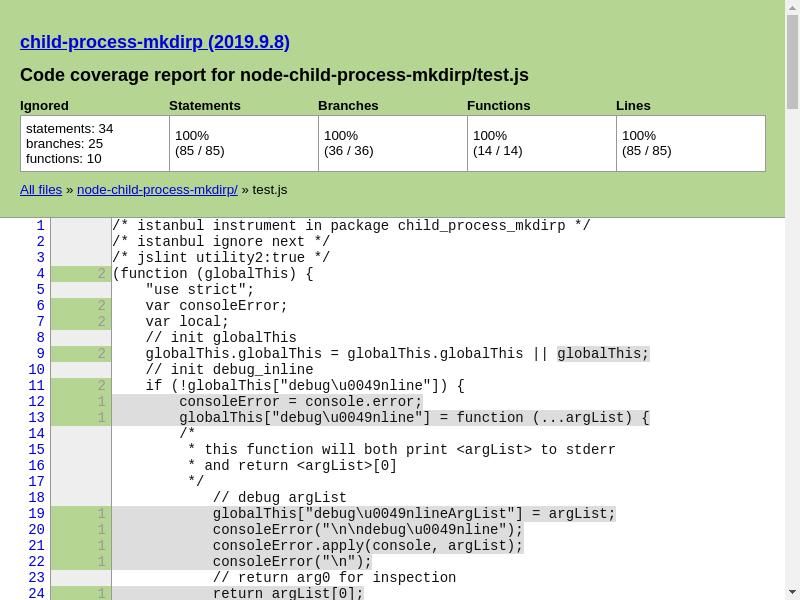 child-process-mkdirp (2019.9.8)
Code coverage report for node-child-process-mkdirp/test.js
Ignored Statements Branches Functions Lines
statements: 34
branches: 25
functions: 10
100%
(85 / 85)
100%
(36 / 36)
100%
(14 / 14)
100%
(85 / 85)
All files » node-child-process-mkdirp/ » test.js
1 /* istanbul instrument in package child_process_mkdirp */
2 /* istanbul ignore next */
3 /* jslint utility2:true */
4 2 (function (globalThis) {
5 "use strict";
6 2 var consoleError;
7 2 var local;
8 // init globalThis
9 2 globalThis.globalThis = globalThis.globalThis || globalThis;
10 // init debug_inline
11 2 if (!globalThis["debug\u0049nline"]) {
12 1 consoleError = console.error;
13 1 globalThis["debug\u0049nline"] = function (...argList) {
14 /*
15 * this function will both print <argList> to stderr
16 * and return <argList>[0]
17 */
18 // debug argList
19 1 globalThis["debug\u0049nlineArgList"] = argList;
20 1 consoleError("\n\ndebug\u0049nline");
21 1 consoleError.apply(console, argList);
22 1 consoleError("\n");
23 // return arg0 for inspection
24 1 return argList[0];